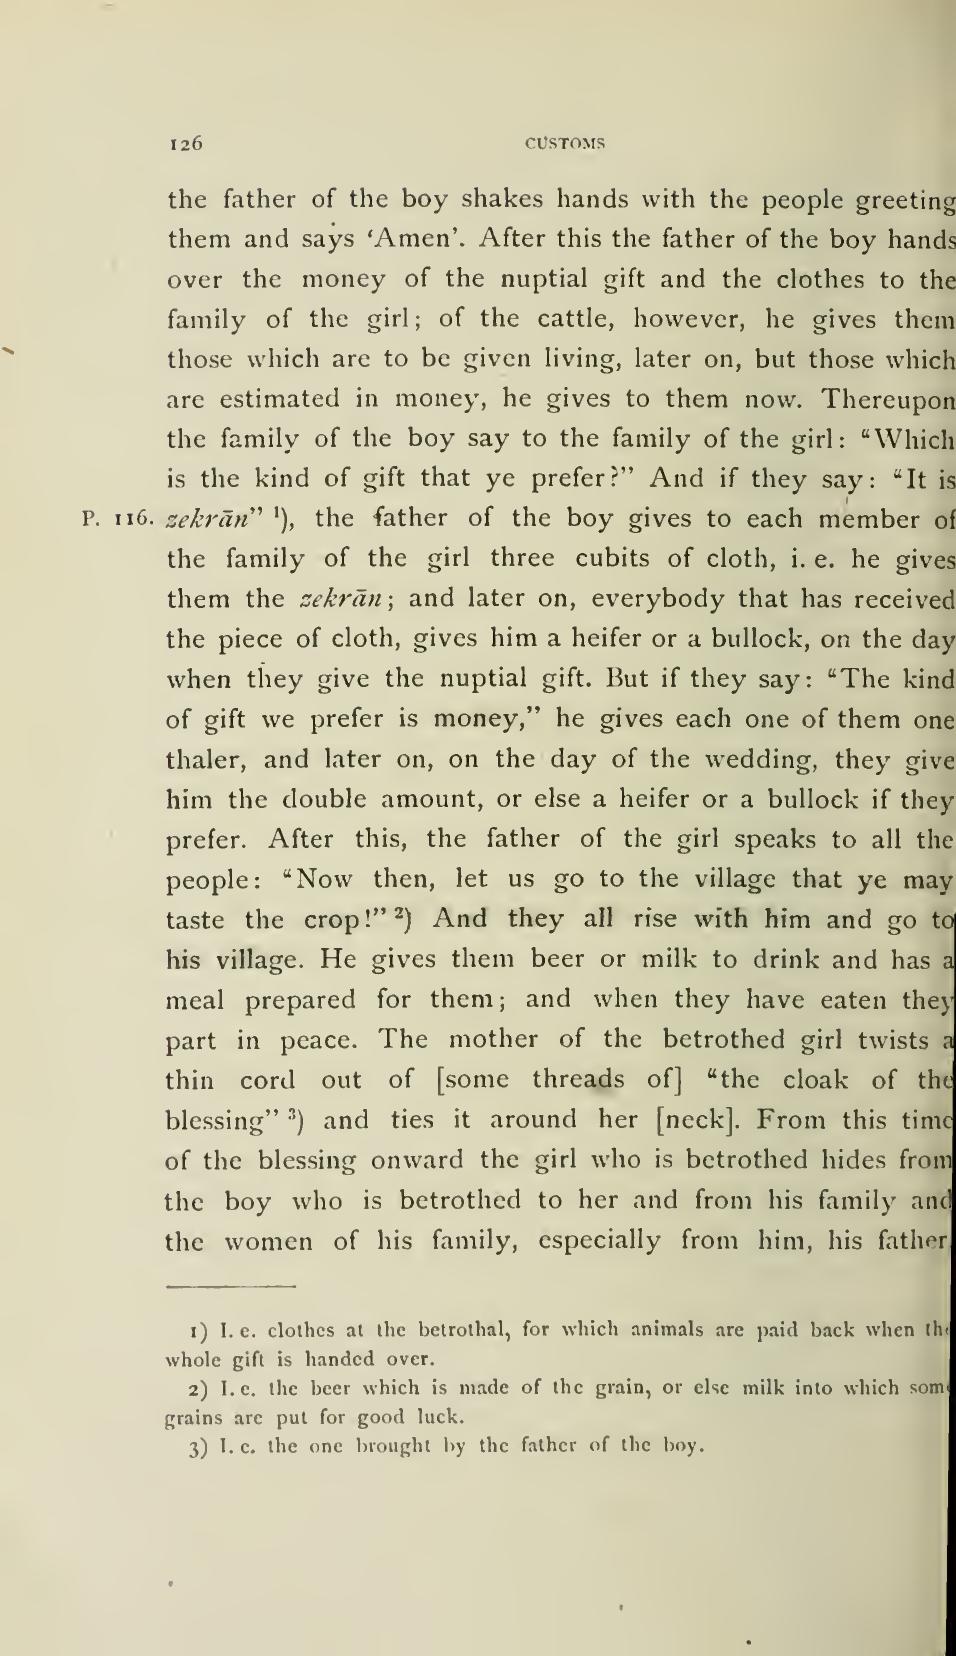 126 CUSTOMS
the father of the boy shakes hands with the people greeting
them and says ‘Amen’. After this the father of the boy hands
over the money of the nuptial gift and the clothes to the
family of the girl; of the cattle, however, he gives them
those which are to be given living, later on, but those which
are estimated in money, he gives to them now. Thereupon
the family of the boy say to the family of the girl: “Which
is the kind of gift that ye prefer?” And if they say: “It is
P. 116. zekrān” ¹), the father of the boy gives to each member of
the family of the girl three cubits of cloth, i. e. he gives
them the zekrān; and later on, everybody that has received
the piece of cloth, gives him a heifer or a bullock, on the day
when they give the nuptial gift. But if they say: “The kind
of gift we prefer is money,” he gives each one of them one
thaler, and later on, on the day of the wedding, they give
him the double amount, or else a heifer or a bullock if they
prefer. After this, the father of the girl speaks to all the
people: “Now then, let us go to the village that ye may
taste the crop!” ²) And they all rise with him and go to
his village. He gives them beer or milk to drink and has a
meal prepared for them; and when they have eaten they
part in peace. The mother of the betrothed girl twists a
thin cord out of [some threads of] “the cloak of the
blessing” ³) and ties it around her [neck]. From this time
of the blessing onward the girl who is betrothed hides from
the boy who is betrothed to her and from his family and
the women of his family, especially from him, his father
1) I. e. clothes at the betrothal, for which animals are paid back when the
whole gift is handed over.
2) I. e. the beer which is made of the grain, or else milk into which some
grains are put for good luck.
3) I. e. the one brought by the father of the boy.